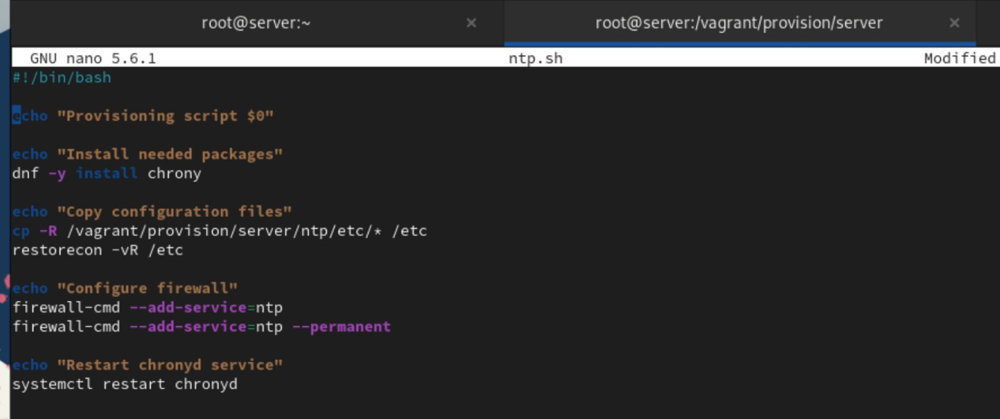 root@server:~ ×
root@server:/vagrant/provision/server ×
GNU nano 5.6.1 ntp.sh Modified
#!/bin/bash
echo "Provisioning script $0"
echo "Install needed packages"
dnf -y install chrony
echo "Copy configuration files"
cp -R /vagrant/provision/server/ntp/etc/* /etc
restorecon -vR /etc
echo "Configure firewall"
firewall-cmd --add-service=ntp
firewall-cmd --add-service=ntp --permanent
echo "Restart chronyd service"
systemctl restart chronyd